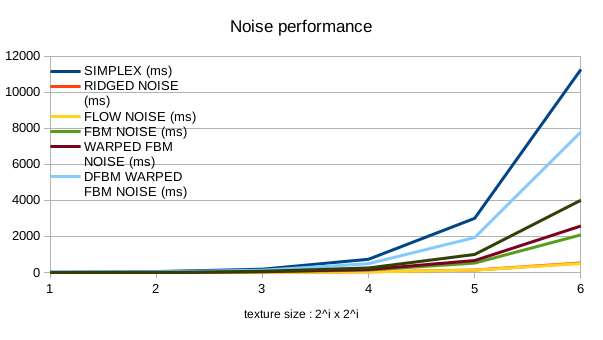 Noise performance
12000
10000
8000
6000
4000
2000
0
SIMPLEX (ms)
RIDGED NOISE
(ms)
FLOW NOISE (ms)
FBM NOISE (ms)
WARPED FBM
NOISE (ms)
DFBM WARPED
FBM NOISE (ms)
1 2 3 4 5 6
texture size : 2^i x 2^i